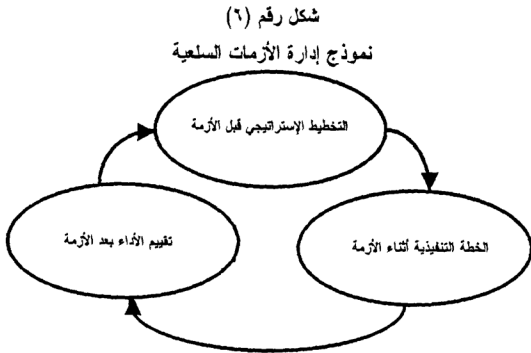 شكل رقم (٦)
نموذج إدارة الأزمات السلعية
التخطيط الإستراتيجي قبل الأزمة
الخطة التنفيذية أثناء الأزمة
تقييم الأداء بعد الأزمة